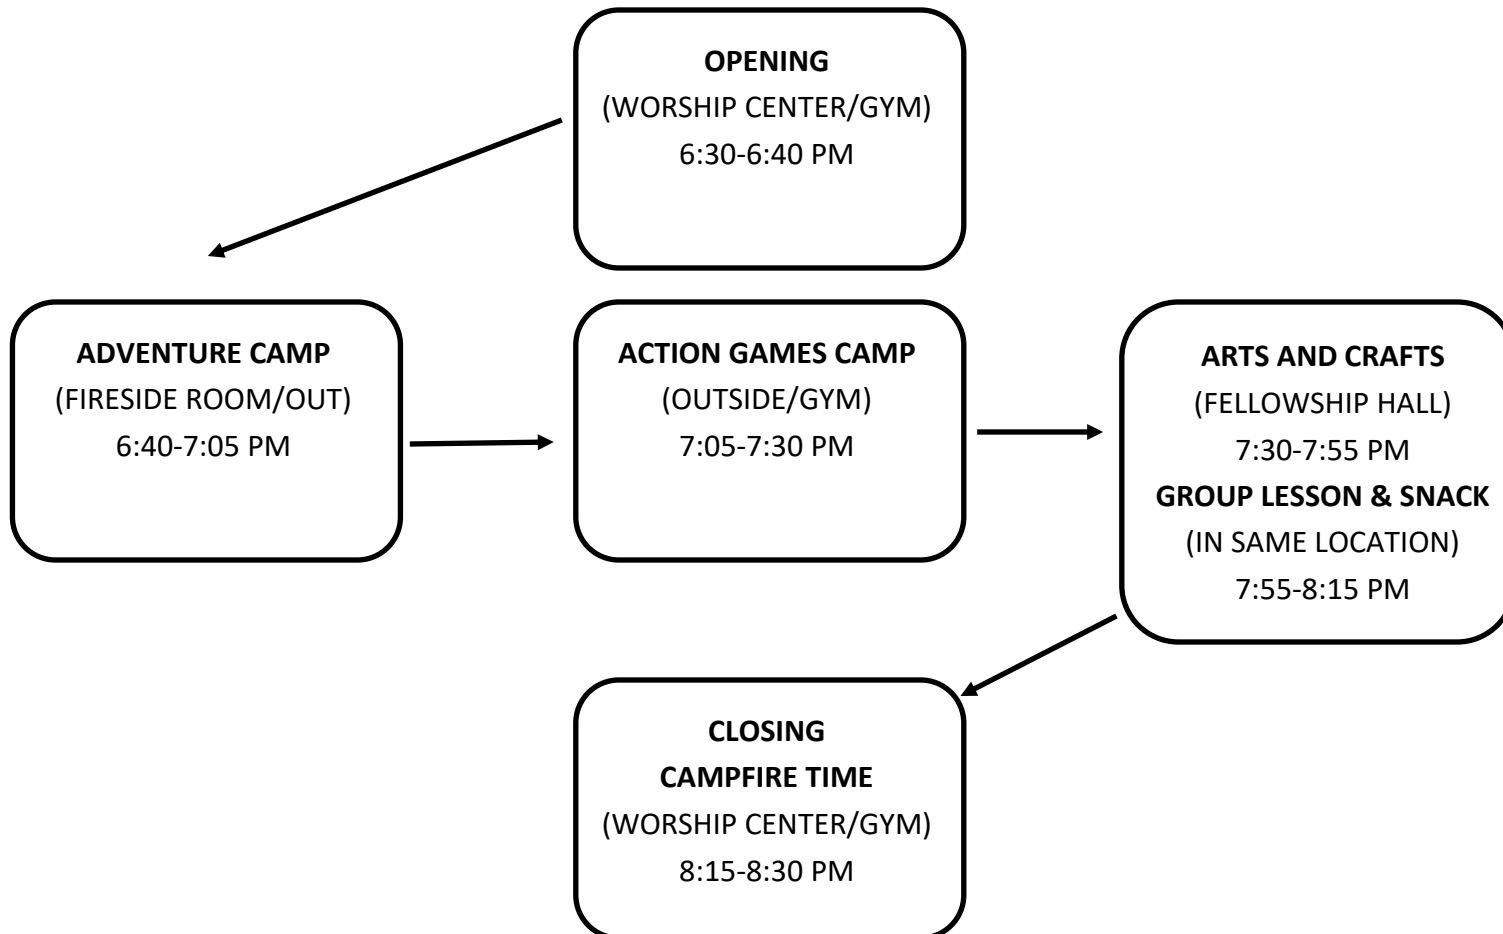 OPENING
(WORSHIP CENTER/GYM)
6:30-6:40 PM
ADVENTURE CAMP
(FIRESIDE ROOM/OUT)
6:40-7:05 PM
ACTION GAMES CAMP
(OUTSIDE/GYM)
7:05-7:30 PM
ARTS AND CRAFTS
(FELLOWSHIP HALL)
7:30-7:55 PM
GROUP LESSON & SNACK
(IN SAME LOCATION)
7:55-8:15 PM
CLOSING
CAMPFIRE TIME
(WORSHIP CENTER/GYM)
8:15-8:30 PM